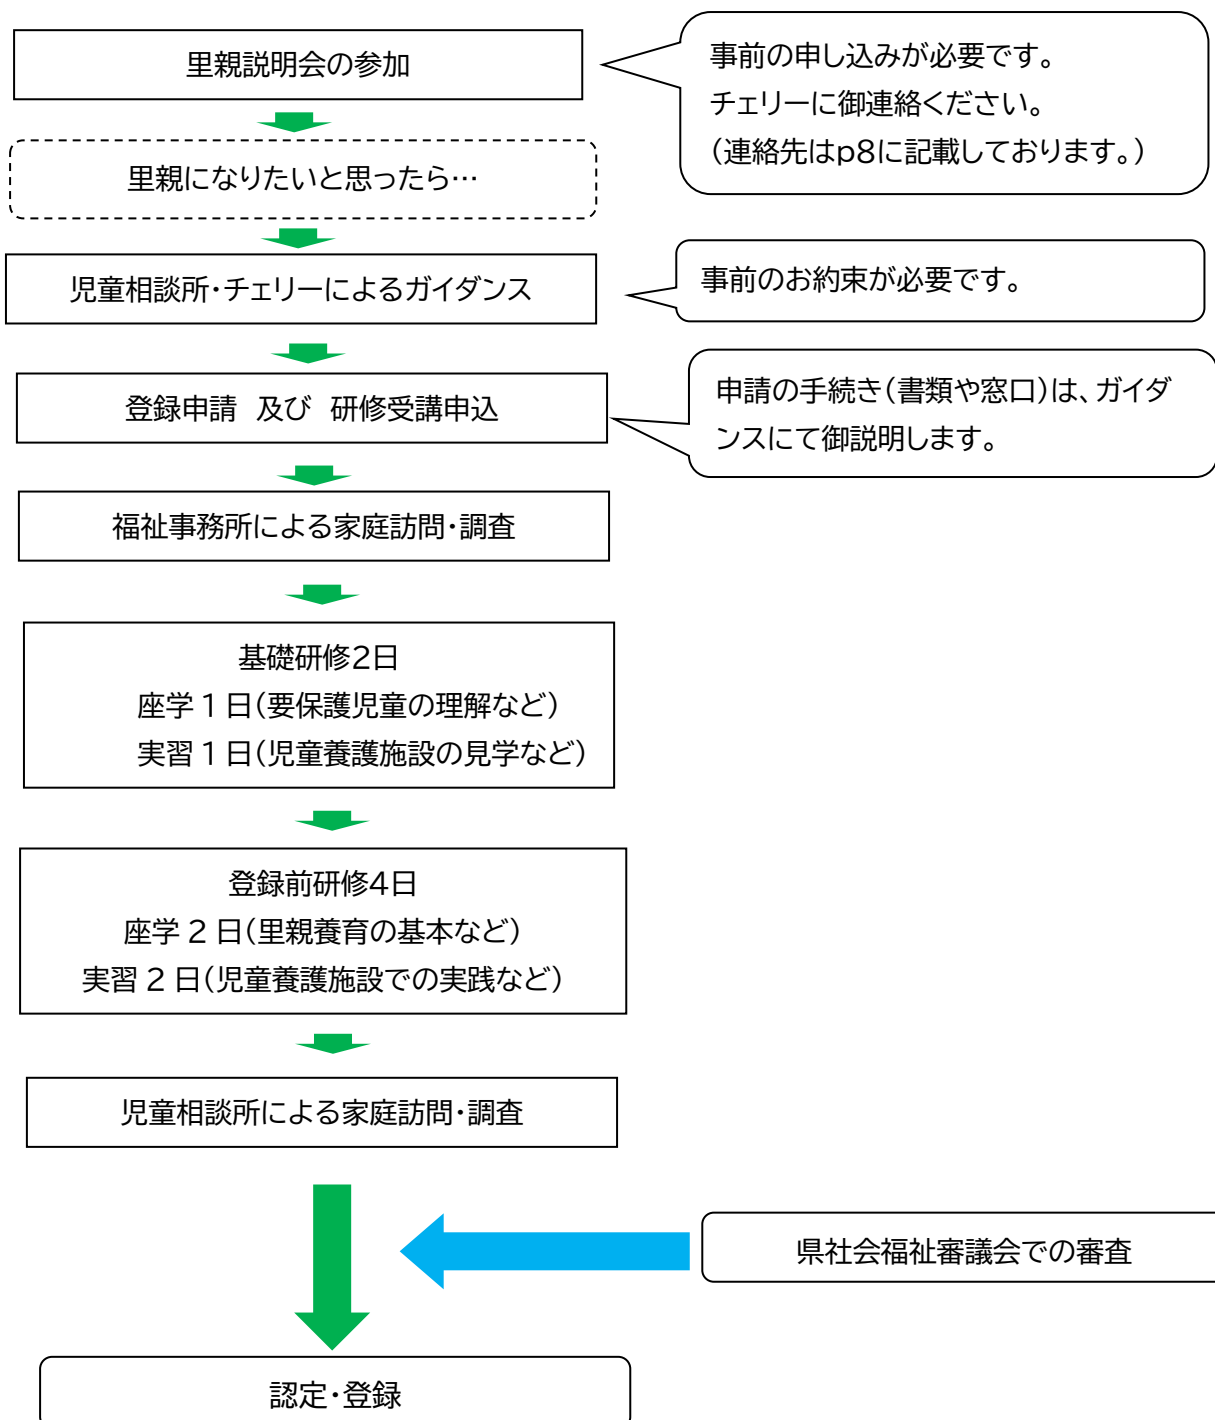 里親説明会の参加
事前の申し込みが必要です。
チェリーに御連絡ください。
(連絡先はp8に記載しております。)
里親になりたいと思ったら…
児童相談所・チェリーによるガイダンス
事前のお約束が必要です。
登録申請 及び 研修受講申込
申請の手続き(書類や窓口)は、ガイダ
ンスにて御説明します。
福祉事務所による家庭訪問・調査
基礎研修2日
座学1日(要保護児童の理解など)
実習1日(児童養護施設の見学など)
登録前研修4日
座学2日(里親養育の基本など)
実習2日(児童養護施設での実践など)
児童相談所による家庭訪問・調査
県社会福祉審議会での審査
認定・登録